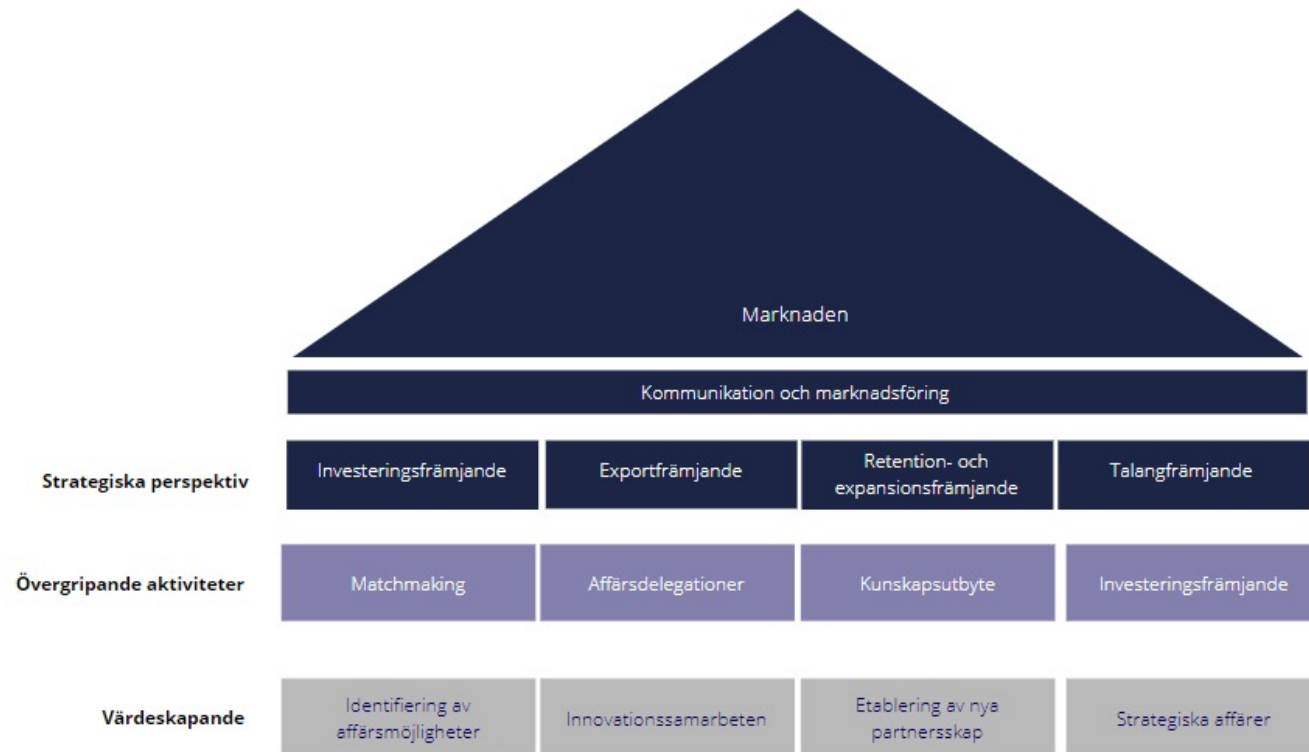 Marknaden
Kommunikation och marknadsföring
Strategiska perspektiv
Investeringsfrämjande
Exportfrämjande
Retention- och
expansionsfrämjande
Talangfrämjande
Övergripande aktiviteter
Matchmaking
Affärsdelegationer
Kunskapsutbyte
Investeringsfrämjande
Värdeskapande
Identifiering av
affärsmöjligheter
Innovationssamarbeten
Etablering av nya
partnersskap
Strategiska affärer